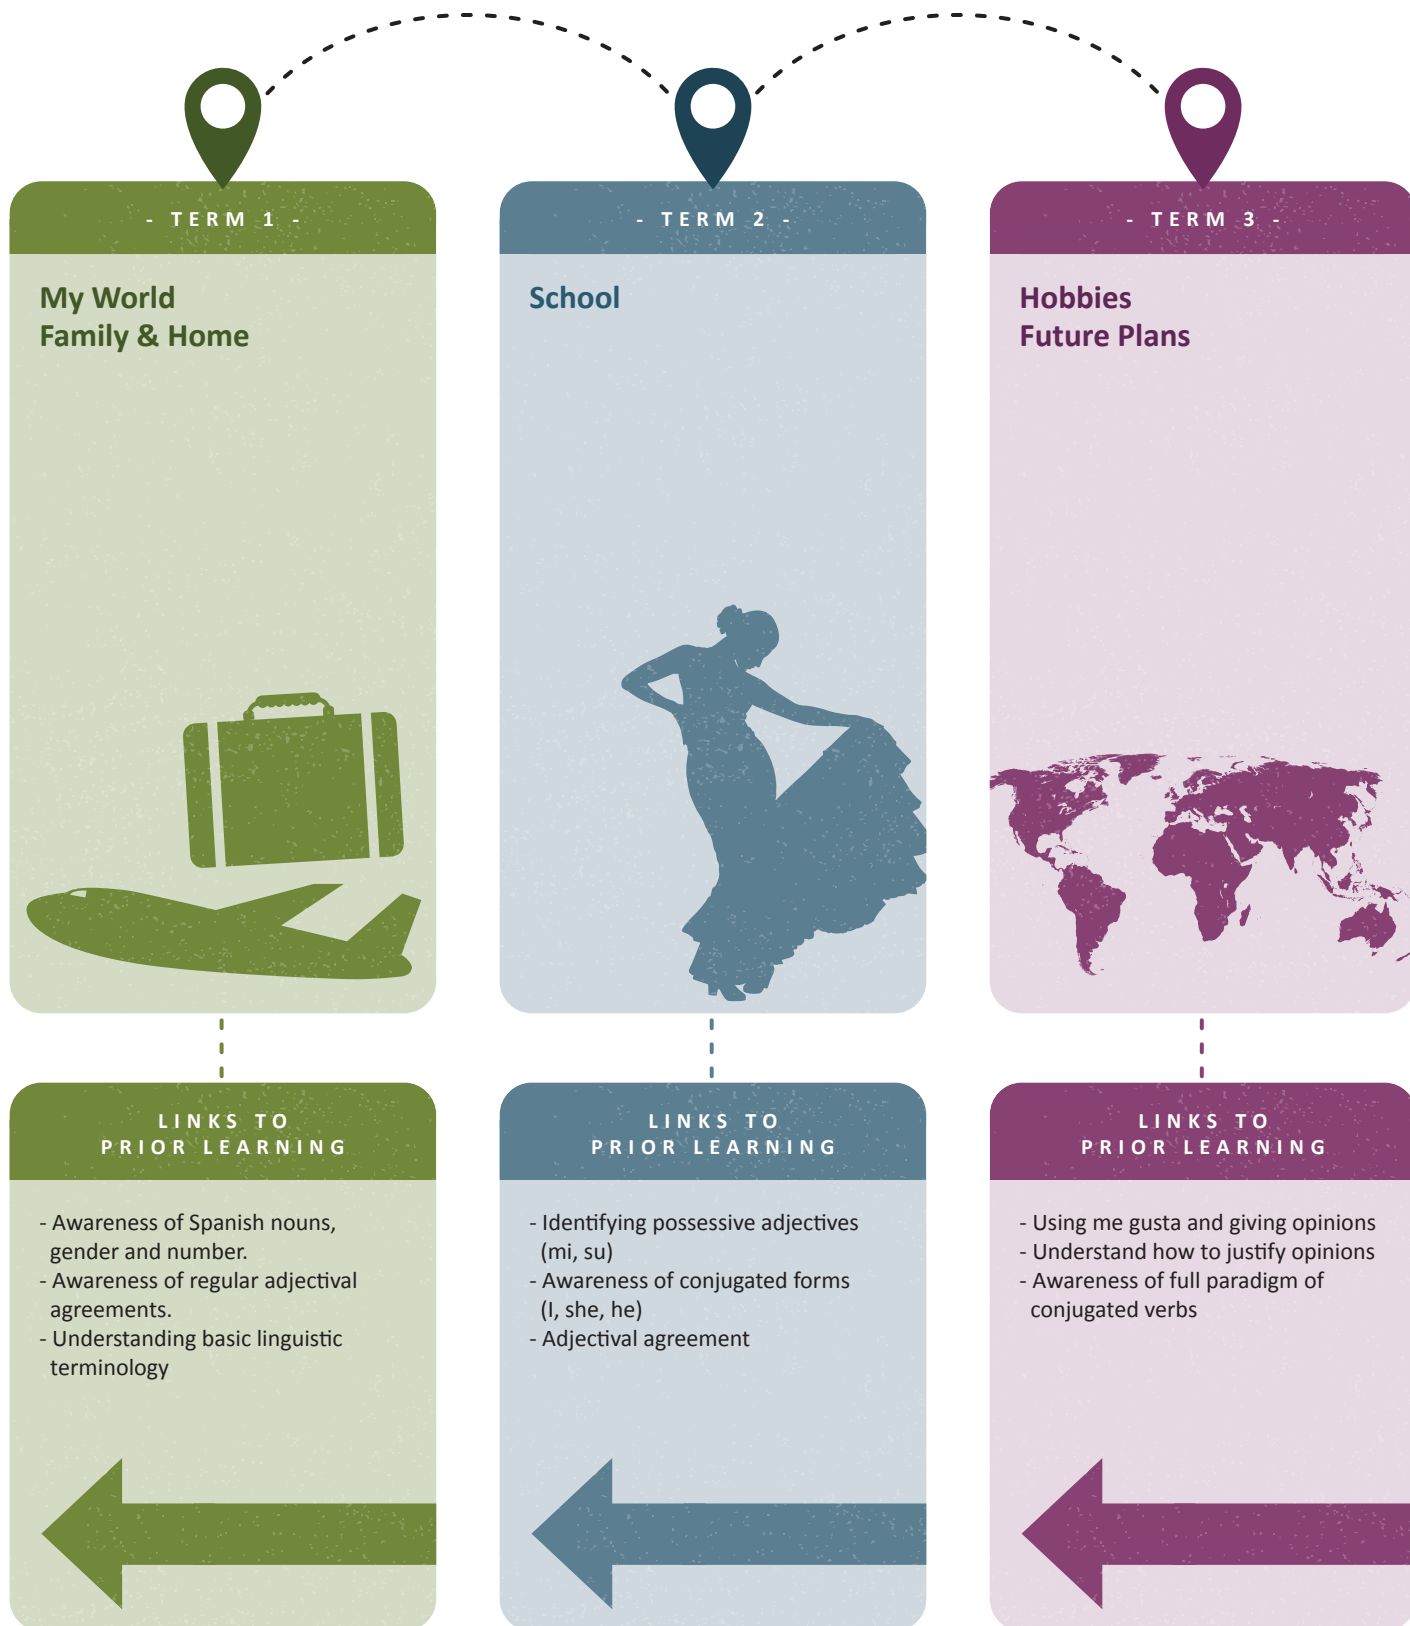 - TERM 1 -
My World
Family & Home
- TERM 2 -
School
- TERM 3 -
Hobbies
Future Plans
LINKS TO
PRIOR LEARNING
- Awareness of Spanish nouns,
gender and number.
- Awareness of regular adjectival
agreements.
- Understanding basic linguistic
terminology
LINKS TO
PRIOR LEARNING
- Identifying possessive adjectives
(mi, su)
- Awareness of conjugated forms
(I, she, he)
- Adjectival agreement
LINKS TO
PRIOR LEARNING
- Using me gusta and giving opinions
- Understand how to justify opinions
- Awareness of full paradigm of
conjugated verbs